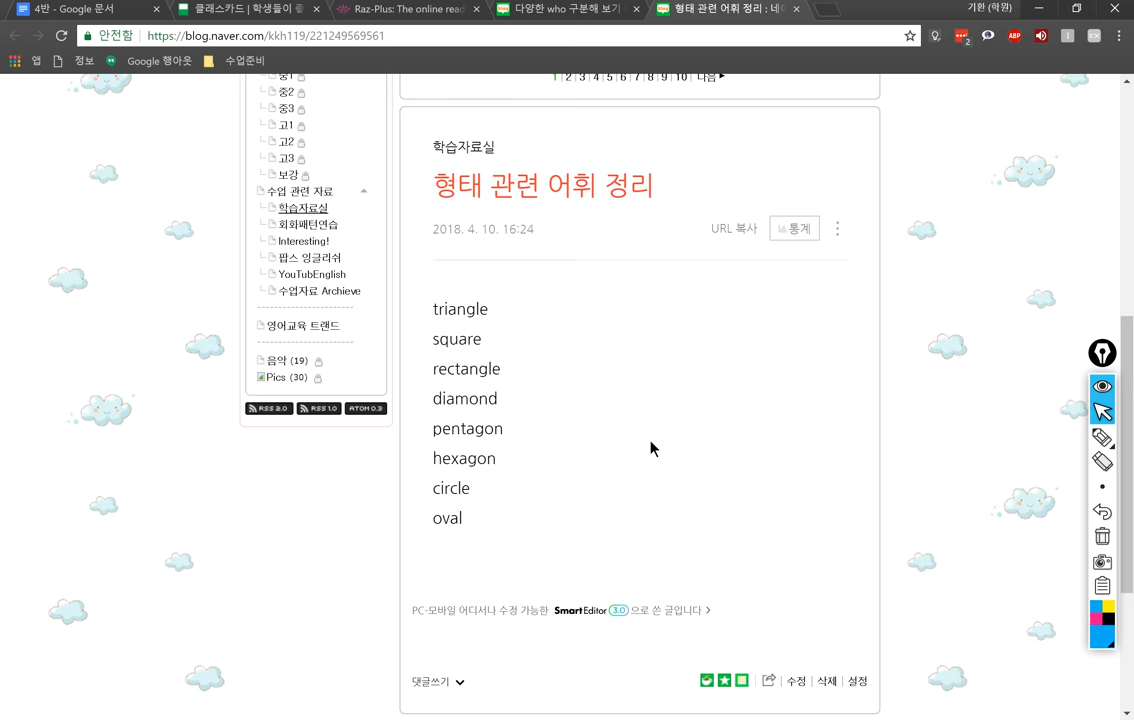 4반 - Google 문서
클래스카드 | 학생들이 좋
Raz-Plus: The online read
다양한 who 구분해 보기
형태 관련 어휘 정리 : 네이
기환 (학원)
안전함
https://blog.naver.com/kkh119/221249569561
2
ABP
앱
정보
Google 행아웃
수업준비
중1
중2
중3
고1
고2
고3
보강
수업 관련 자료
학습자료실
회화패턴연습
Interesting!
팝스 잉글리쉬
YouTubEnglish
수업자료 Archieve
영어교육 트랜드
음악 (19)
Pics (30)
RSS 2.0
RSS 1.0
ATOM 0.3
1 | 2 | 3 | 4 | 5 | 6 | 7 | 8 | 9 | 10 | 다음
학습자료실
형태 관련 어휘 정리
2018. 4. 10. 16:24
URL 복사
통계
triangle
square
rectangle
diamond
pentagon
hexagon
circle
oval
PC-모바일 어디서나 수정 가능한 SmartEditor 3.0 으로 쓴 글입니다
댓글쓰기
수정 | 삭제 | 설정